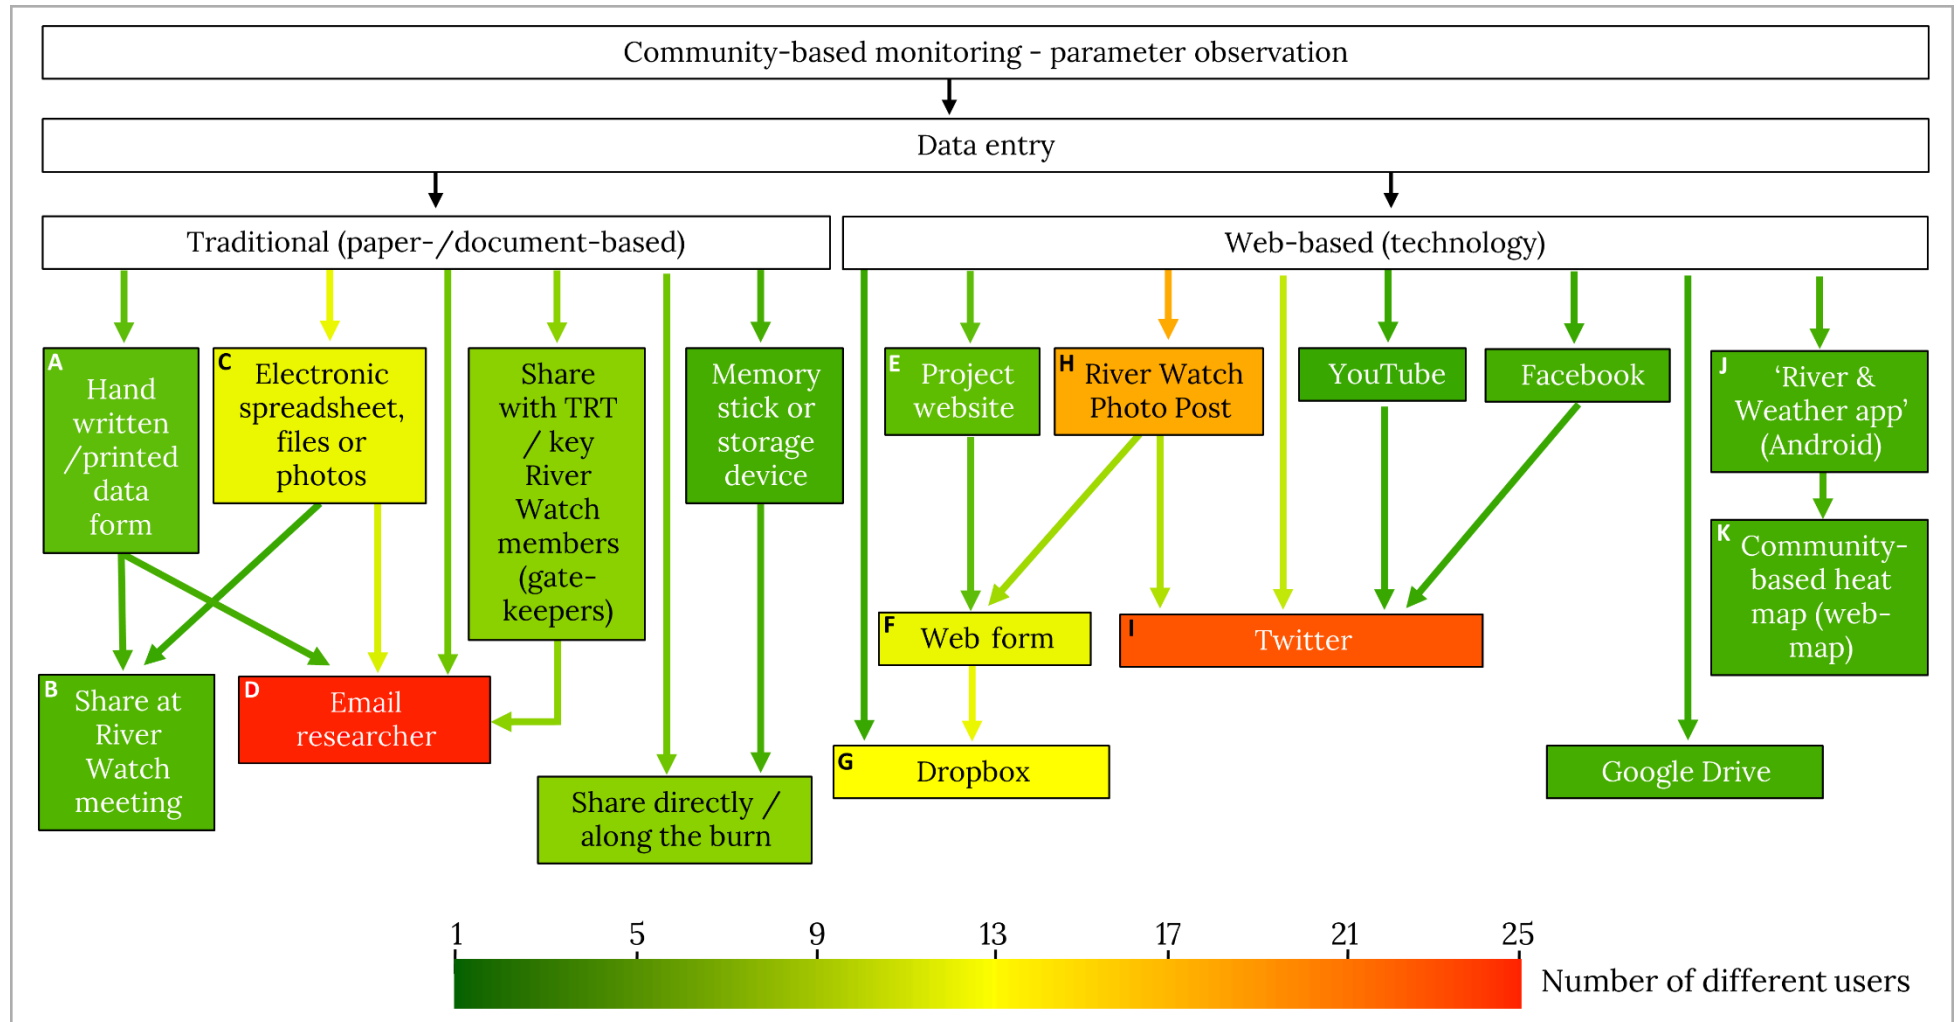 Community-based monitoring - parameter observation
Data entry
Traditional (paper-/document-based)
Web-based (technology)
A
Hand
written
/printed
data
form
C
Electronic
spreadsheet,
files or
photos
Share
with TRT
/ key
River
Watch
members
(gate-
keepers)
Memory
stick or
storage
device
E
Project
website
H
River Watch
Photo Post
YouTube
Facebook
J
‘River &
Weather app’
(Android)
K
Community-
based heat
map (web-
map)
F
Web form
I
Twitter
B
Share at
River
Watch
meeting
D
Email
researcher
G
Dropbox
Google Drive
Share directly /
along the burn
1 5 9 13 17 21 25
Number of different users